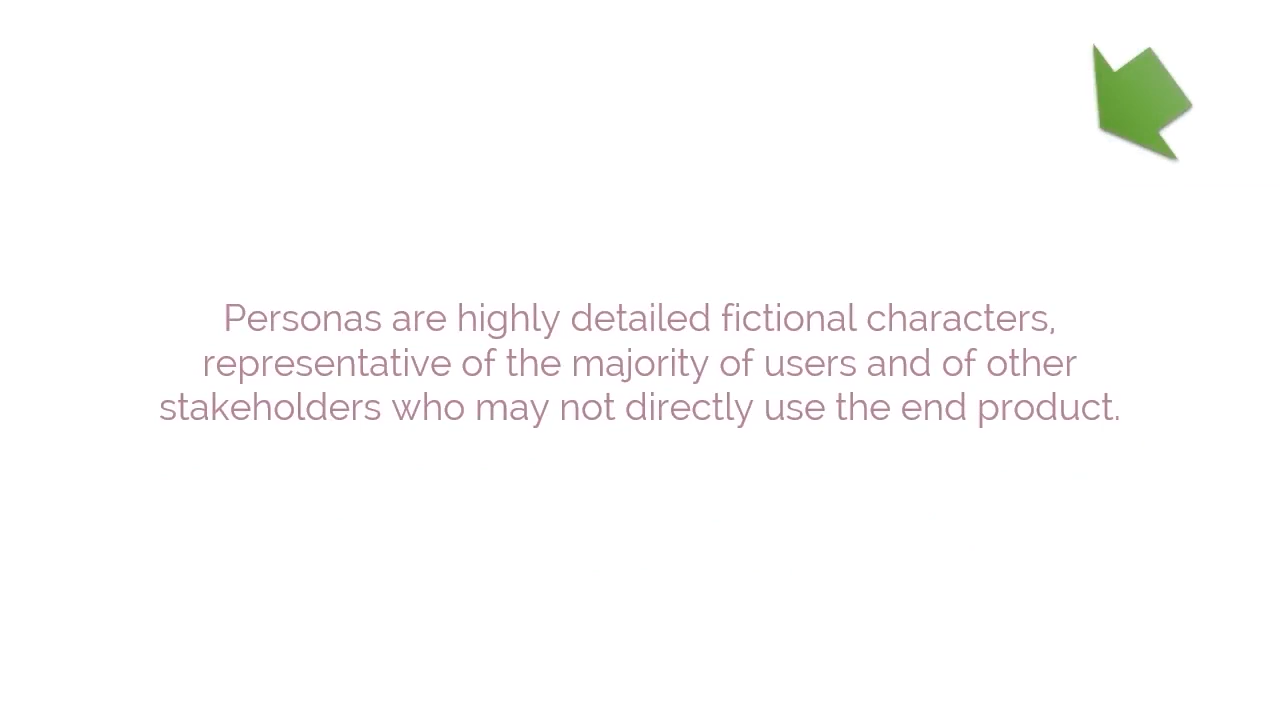 Personas are highly detailed fictional characters,
representative of the majority of users and of other
stakeholders who may not directly use the end product.